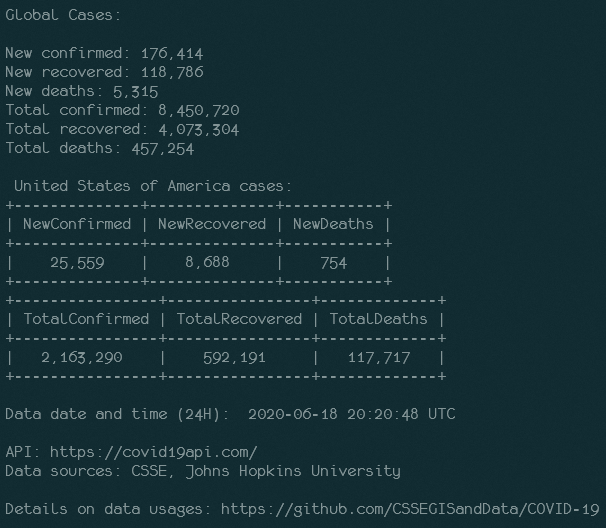 Global Cases:
New confirmed: 176,414
New recovered: 118,786
New deaths: 5,315
Total confirmed: 8,450,720
Total recovered: 4,073,304
Total deaths: 457,254
United States of America cases:
+--------------+--------------+-----------+
| NewConfirmed | NewRecovered | NewDeaths |
+--------------+--------------+-----------+
|    25,559    |    8,688     |    754    |
+--------------+--------------+-----------+
+----------------+----------------+-------------+
| TotalConfirmed | TotalRecovered | TotalDeaths |
+----------------+----------------+-------------+
|   2,163,290    |    592,191     |   117,717   |
+----------------+----------------+-------------+
Data date and time (24H):  2020-06-18 20:20:48 UTC
API: https://covid19api.com/
Data sources: CSSE, Johns Hopkins University
Details on data usages: https://github.com/CSSEGISandData/COVID-19